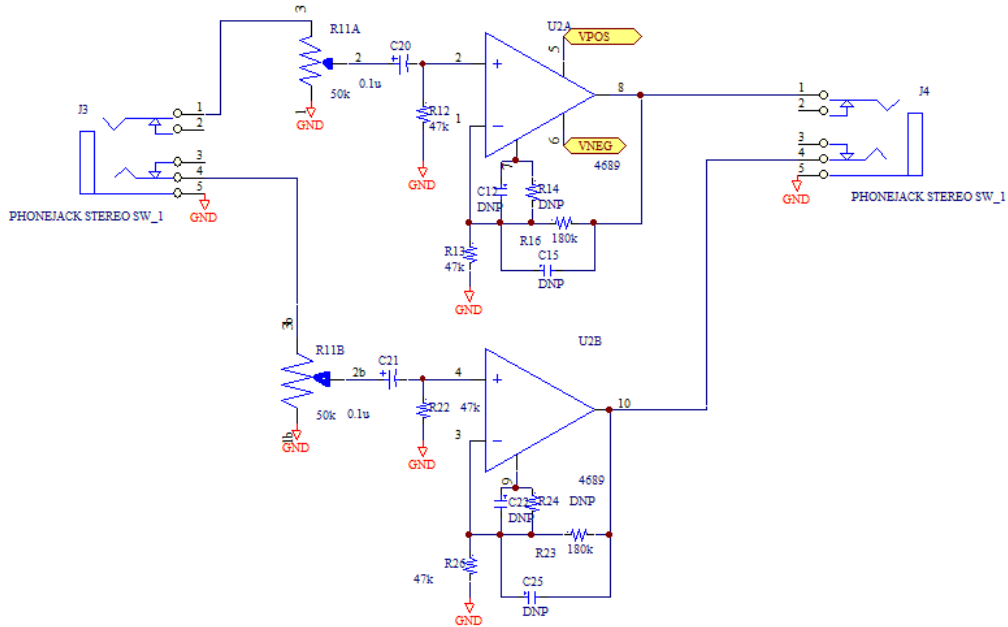 3
R11A
2
C20
0.1u
50k
1
GND
2
R12
47k
GND
1
U2A
5
VPOS
8
6
VNEG
4689
7
C12
DNP
R14
DNP
R16
180k
C15
DNP
R13
47k
GND
J3
1
2
3
4
5
GND
PHONEJACK STEREO SW_1
1
2
3
4
5
J4
GND
PHONEJACK STEREO SW_1
3b
R11B
2b
C21
50k
0.1u
1b
GND
4
R22
47k
GND
3
U2B
10
4689
9
C22
DNP
R24
DNP
R23
180k
C25
DNP
R26
47k
GND